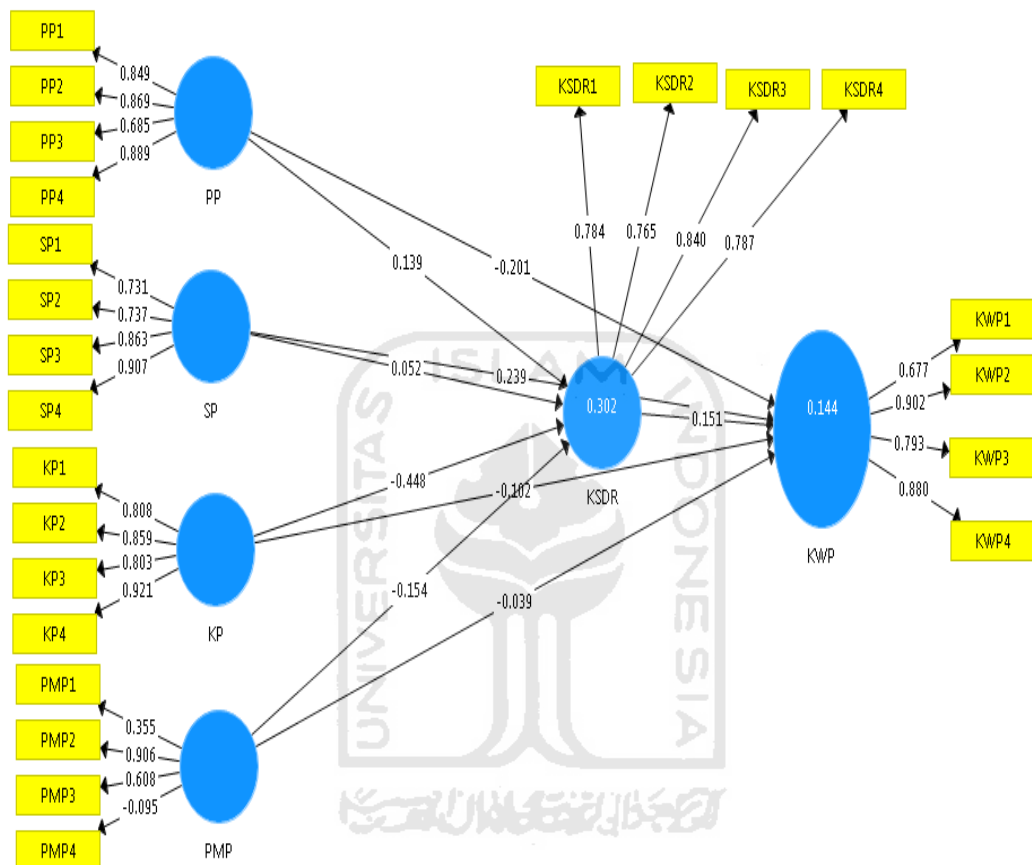 PP1
PP2
PP3
PP4
0.849
0.869
0.685
0.889
PP
SP1
SP2
SP3
SP4
0.731
0.737
0.863
0.907
SP
KP1
KP2
KP3
KP4
0.808
0.859
0.803
0.921
KP
PMP1
PMP2
PMP3
PMP4
0.355
0.906
0.608
-0.095
PMP
KSDR1
KSDR2
KSDR3
KSDR4
0.784
0.765
0.840
0.787
0.139
-0.201
0.239
0.052
-0.448
-0.102
-0.154
-0.039
0.302
KSDR
0.151
0.144
KWP
KWP1
KWP2
KWP3
KWP4
0.677
0.902
0.793
0.880
UNIVERSITAS
ISLAM
INDONESIA